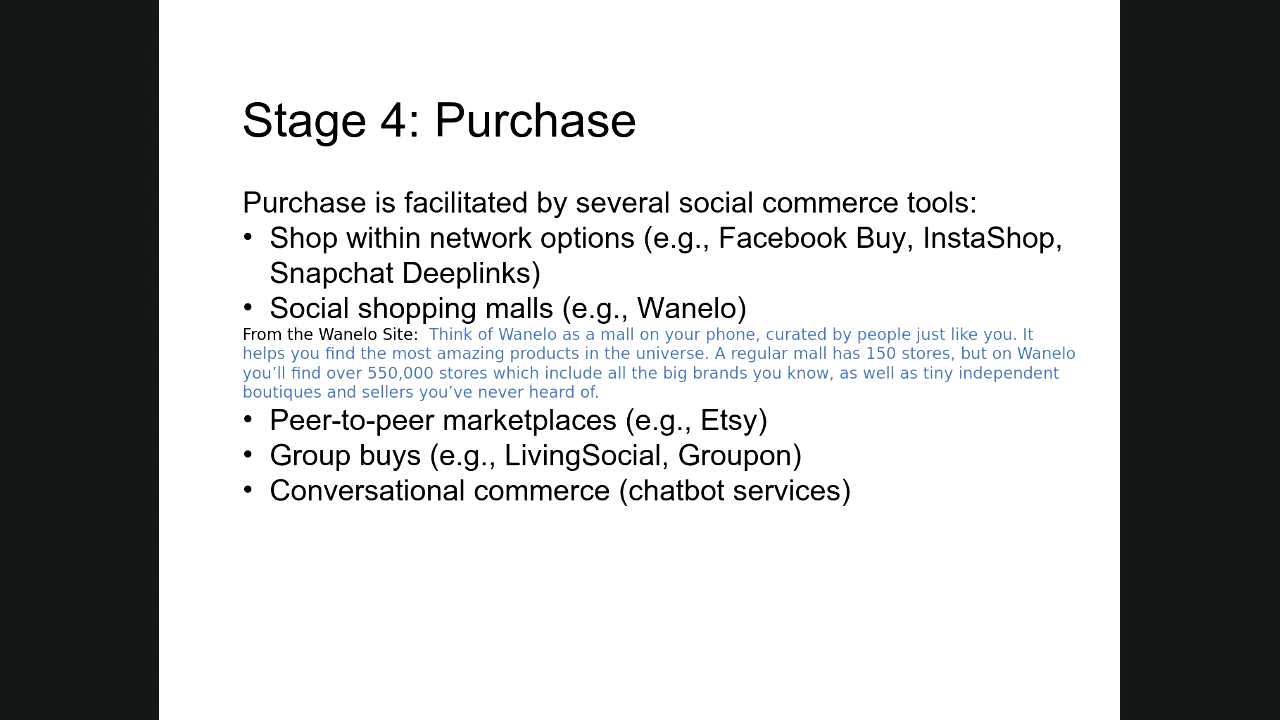 Stage 4: Purchase
Purchase is facilitated by several social commerce tools:
• Shop within network options (e.g., Facebook Buy, InstaShop,
Snapchat Deeplinks)
• Social shopping malls (e.g., Wanelo)
From the Wanelo Site:  Think of Wanelo as a mall on your phone, curated by people just like you. It
helps you find the most amazing products in the universe. A regular mall has 150 stores, but on Wanelo
you’ll find over 550,000 stores which include all the big brands you know, as well as tiny independent
boutiques and sellers you’ve never heard of.
• Peer-to-peer marketplaces (e.g., Etsy)
• Group buys (e.g., LivingSocial, Groupon)
• Conversational commerce (chatbot services)